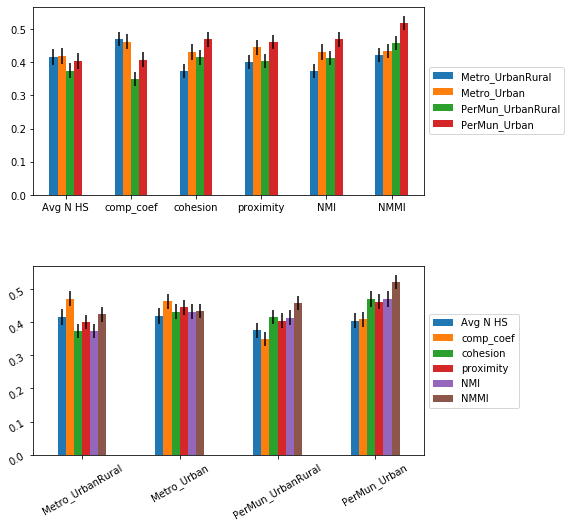 0.5
0.4
0.3
0.2
0.1
0.0
Avg N HS comp_coef cohesion proximity NMI NMMI
Metro_UrbanRural
Metro_Urban
PerMun_UrbanRural
PerMun_Urban
0.5
0.4
0.3
0.2
0.1
0.0
Metro_UrbanRural Metro_Urban PerMun_UrbanRural PerMun_Urban
Avg N HS
comp_coef
cohesion
proximity
NMI
NMMI